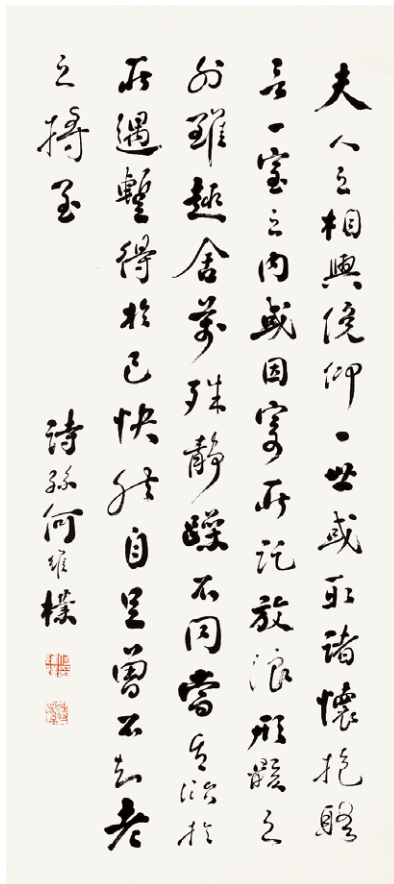 夫人之相與俛仰一世或取諸懷抱晤
言一室之內或因寄所託放浪形骸之
外雖趣舍萬殊靜躁不同當其欣於
所遇暫得於己快然自足曾不知老
之將至
詩孫何維樸